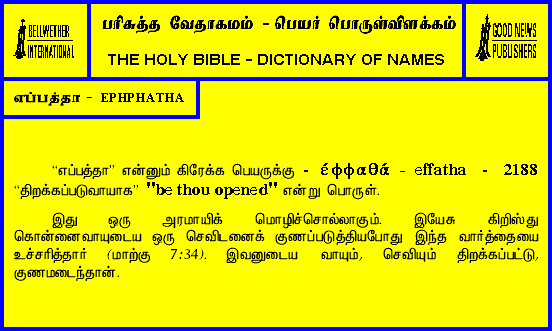 BELLWETHER
INTERNATIONAL
பரிசுத்த வேதாகமம் - பெயர் பொருள்விளக்கம்
THE HOLY BIBLE - DICTIONARY OF NAMES
GOOD NEWS
PUBLISHERS
எப்பத்தா - EPHPHATHA
“எப்பத்தா” என்னும் கிரேக்க பெயருக்கு - έφφαθά - effatha - 2188
“திறக்கப்படுவாயாக” "be thou opened" என்று பொருள்.
இது ஒரு அரமாயிக் மொழிச்சொல்லாகும். இயேசு கிறிஸ்து
கொன்னைவாயுடைய ஒரு செவிடனைக் குணப்படுத்தியபோது இந்த வார்த்தையை
உச்சரித்தார் (மாற்கு 7:34). இவனுடைய வாயும், செவியும் திறக்கப்பட்டு,
குணமடைந்தான்.